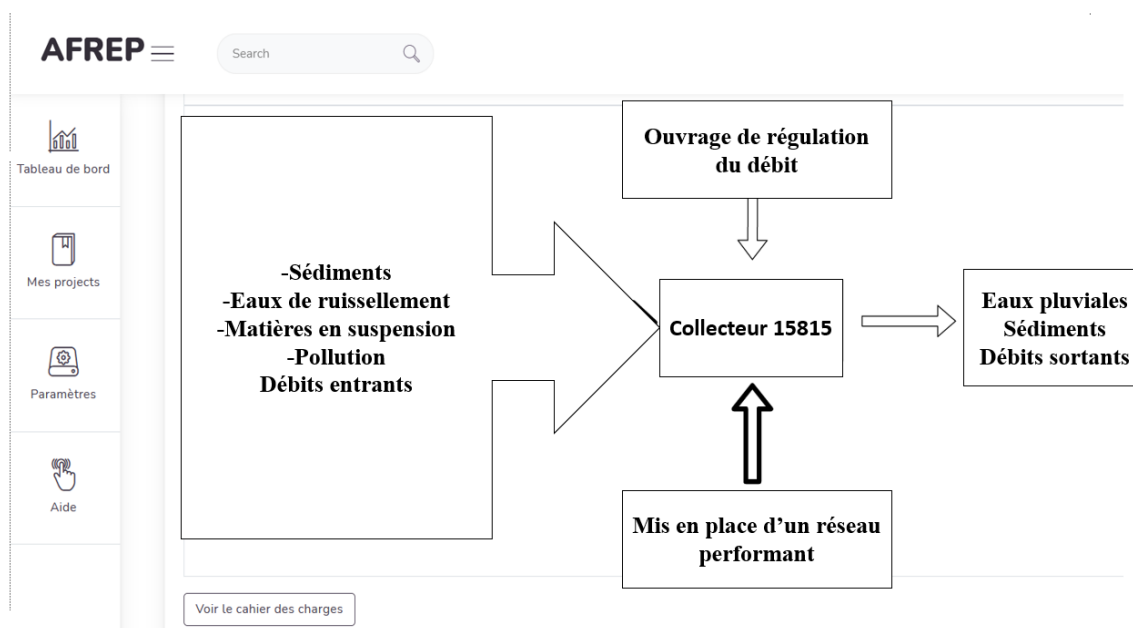 AFREP
Search
Tableau de bord
Mes projects
Paramètres
Aide
-Sédiments
-Eaux de ruissellement
-Matières en suspension
-Pollution
Débits entrants
Ouvrage de régulation
du débit
Collecteur 15815
Eaux pluviales
Sédiments
Débits sortants
Mis en place d’un réseau
performant
Voir le cahier des charges